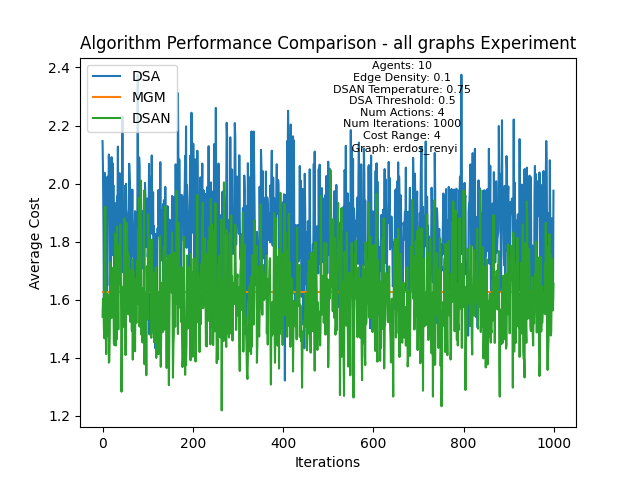 Algorithm Performance Comparison - all graphs Experiment
2.4
2.2
2.0
1.8
1.6
1.4
1.2
Average Cost
DSA
MGM
DSAN
Agents: 10
Edge Density: 0.1
DSAN Temperature: 0.75
DSA Threshold: 0.5
Num Actions: 4
Num Iterations: 1000
Cost Range: 4
Graph: erdos_renyi
0 200 400 600 800 1000
Iterations